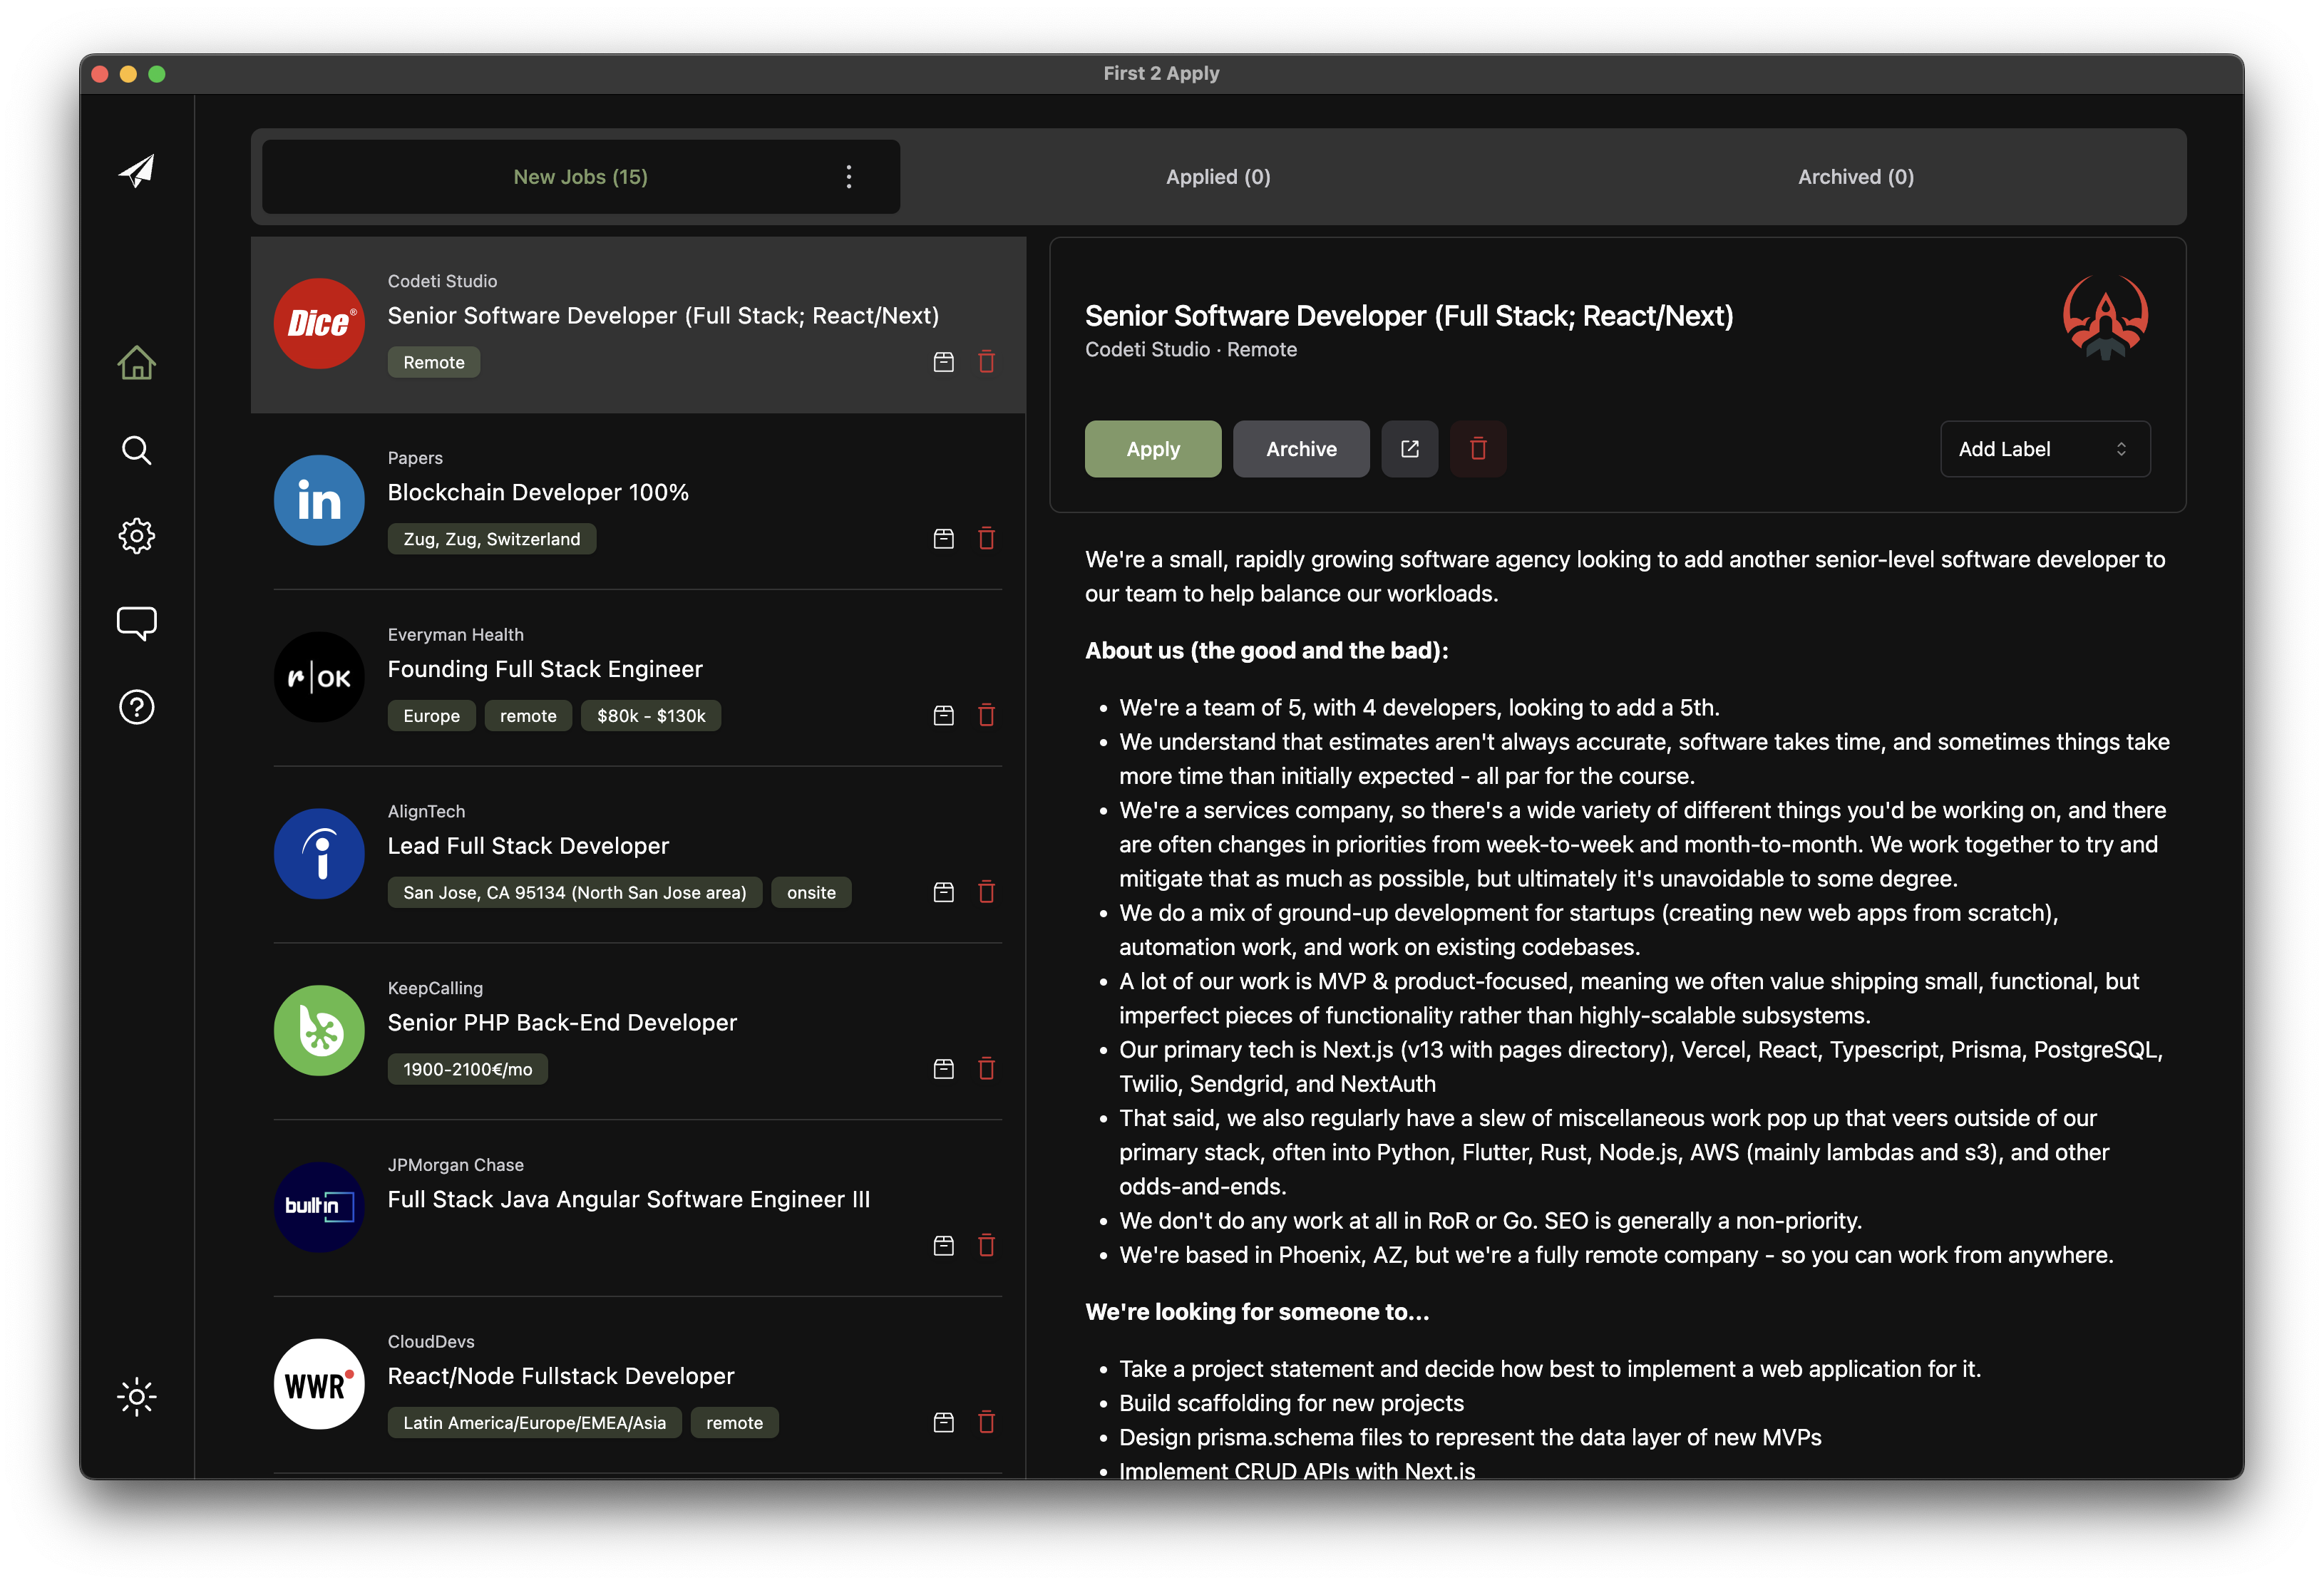 First 2 Apply
New Jobs (15)
Applied (0)
Archived (0)
Dice®
Codeti Studio
Senior Software Developer (Full Stack; React/Next)
Remote
in
Papers
Blockchain Developer 100%
Zug, Zug, Switzerland
r|OK
Everyman Health
Founding Full Stack Engineer
Europe remote $80k - $130k
AlignTech
Lead Full Stack Developer
San Jose, CA 95134 (North San Jose area) onsite
KeepCalling
Senior PHP Back-End Developer
1900-2100€/mo
builtin
JPMorgan Chase
Full Stack Java Angular Software Engineer III
WWR
CloudDevs
React/Node Fullstack Developer
Latin America/Europe/EMEA/Asia remote
Senior Software Developer (Full Stack; React/Next)
Codeti Studio · Remote
Apply
Archive
Add Label
We're a small, rapidly growing software agency looking to add another senior-level software developer to
our team to help balance our workloads.
About us (the good and the bad):
• We're a team of 5, with 4 developers, looking to add a 5th.
• We understand that estimates aren't always accurate, software takes time, and sometimes things take
more time than initially expected - all par for the course.
• We're a services company, so there's a wide variety of different things you'd be working on, and there
are often changes in priorities from week-to-week and month-to-month. We work together to try and
mitigate that as much as possible, but ultimately it's unavoidable to some degree.
• We do a mix of ground-up development for startups (creating new web apps from scratch),
automation work, and work on existing codebases.
• A lot of our work is MVP & product-focused, meaning we often value shipping small, functional, but
imperfect pieces of functionality rather than highly-scalable subsystems.
• Our primary tech is Next.js (v13 with pages directory), Vercel, React, Typescript, Prisma, PostgreSQL,
Twilio, Sendgrid, and NextAuth
• That said, we also regularly have a slew of miscellaneous work pop up that veers outside of our
primary stack, often into Python, Flutter, Rust, Node.js, AWS (mainly lambdas and s3), and other
odds-and-ends.
• We don't do any work at all in RoR or Go. SEO is generally a non-priority.
• We're based in Phoenix, AZ, but we're a fully remote company - so you can work from anywhere.
We're looking for someone to...
• Take a project statement and decide how best to implement a web application for it.
• Build scaffolding for new projects
• Design prisma.schema files to represent the data layer of new MVPs
• Implement CRUD APIs with Next.js